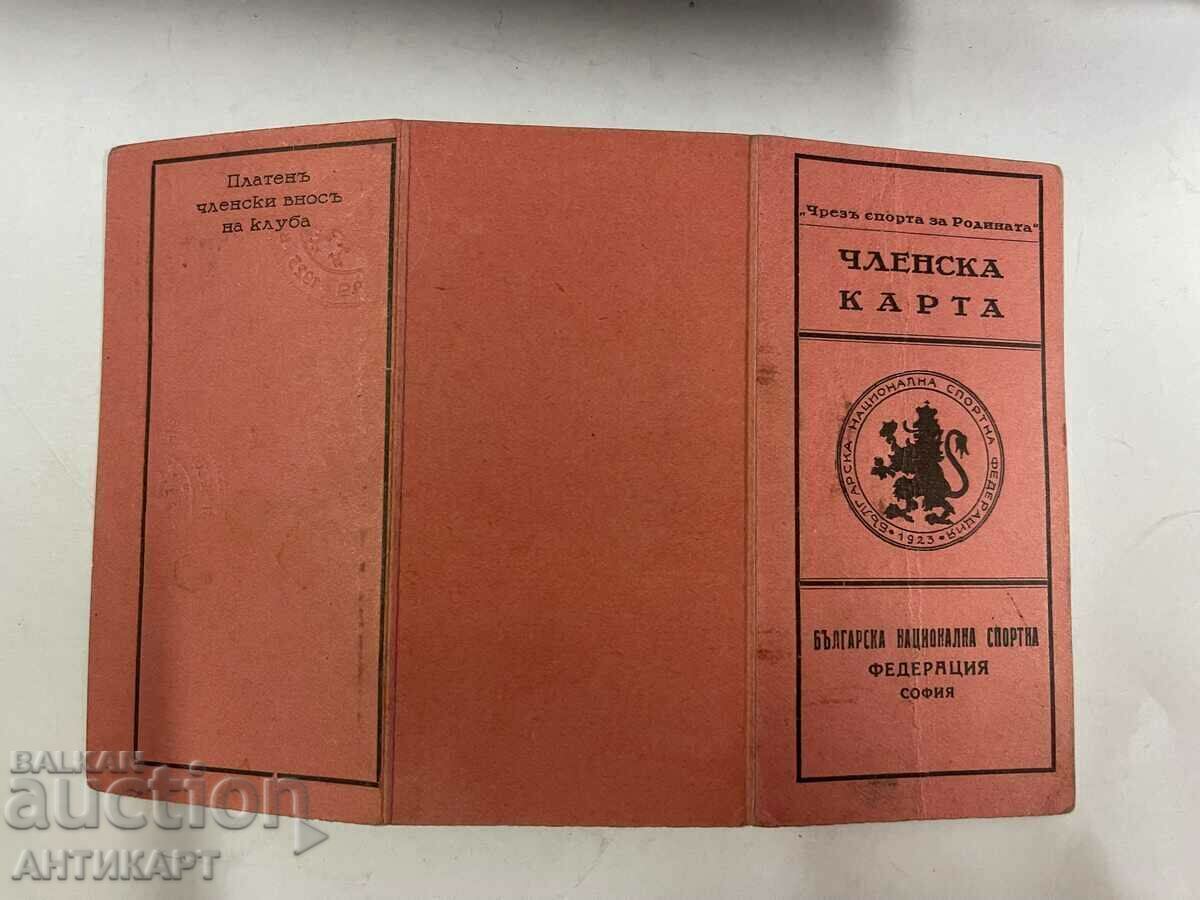 Платенъ
членски вносъ
на клуба
„Чрезъ спорта за Родината"
ЧЛЕНСКА
КАРТА
БЪЛГАРСКА НАЦИОНАЛНА СПОРТНА ФЕДЕРАЦИЯ
• 1923 •
БЪЛГАРСКА НАЦИОНАЛНА СПОРТНА
ФЕДЕРАЦИЯ
СОФИЯ
BALKAN
auction
АНТИКАРТ